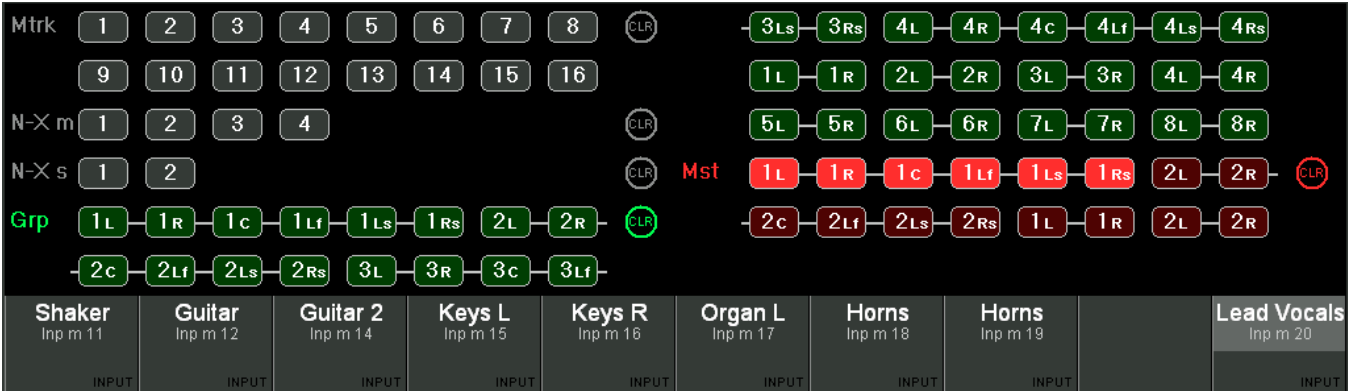 Mtrk 1 2 3 4 5 6 7 8 CLR 3Ls 3Rs 4L 4R 4C 4Lf 4Ls 4Rs
9 10 11 12 13 14 15 16 1L 1R 2L 2R 3L 3R 4L 4R
N-X m 1 2 3 4 CLR 5L 5R 6L 6R 7L 7R 8L 8R
N-X s 1 2 CLR Mst 1L 1R 1C 1Lf 1Ls 1Rs 2L 2R CLR
Grp 1L 1R 1C 1Lf 1Ls 1Rs 2L 2R CLR 2C 2Lf 2Ls 2Rs 1L 1R 2L 2R
2C 2Lf 2Ls 2Rs 3L 3R 3C 3Lf
Shaker Guitar Guitar 2 Keys L Keys R Organ L Horns Horns Lead Vocals
Inp m 11 Inp m 12 Inp m 14 Inp m 15 Inp m 16 Inp m 17 Inp m 18 Inp m 19 Inp m 20
INPUT INPUT INPUT INPUT INPUT INPUT INPUT INPUT INPUT